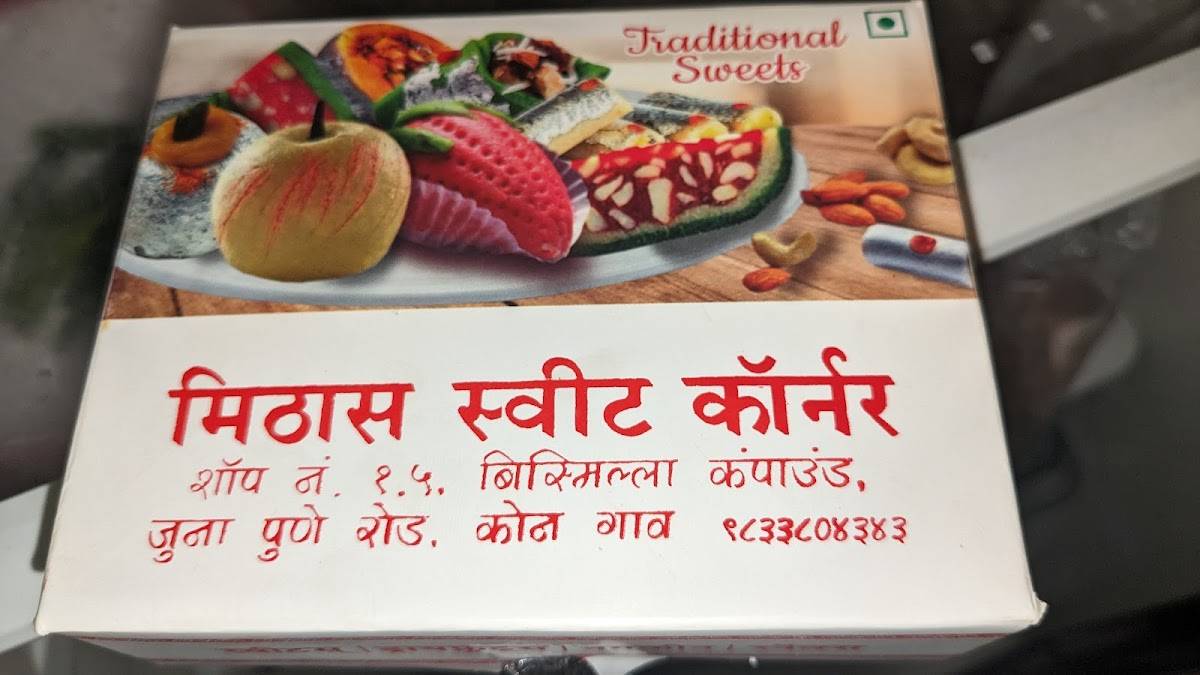 Traditional
Sweets
मिठास स्वीट कॉर्नर
शॉप नं. १.५. बिस्मिल्ला कंपाउंड,
जुना पुणे रोड. कोन गाव ९८३३८०४३४३